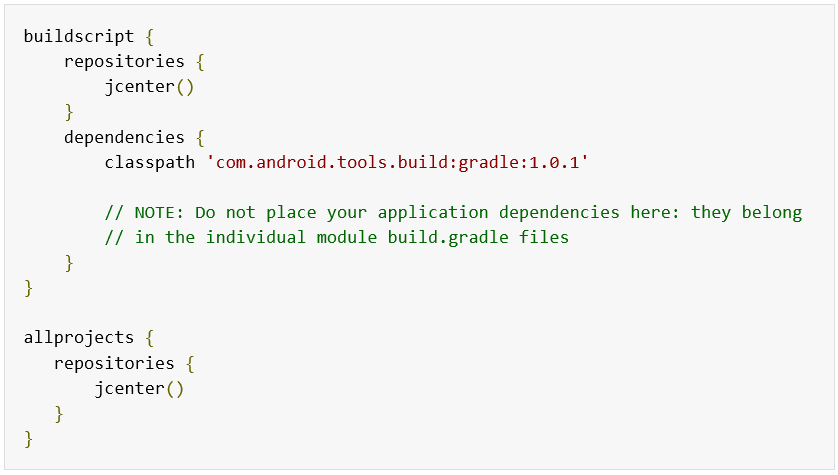 buildscript {
    repositories {
        jcenter()
    }
    dependencies {
        classpath 'com.android.tools.build:gradle:1.0.1'

        // NOTE: Do not place your application dependencies here: they belong
        // in the individual module build.gradle files
    }
}

allprojects {
   repositories {
       jcenter()
   }
}